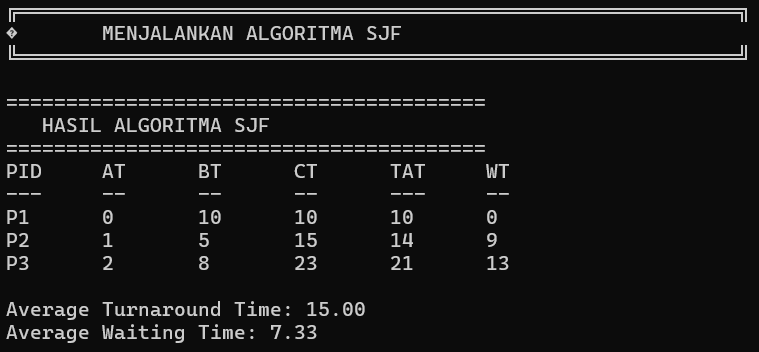 � MENJALANKAN ALGORITMA SJF
========================================
HASIL ALGORITMA SJF
========================================
PID AT BT CT TAT WT
--- -- -- -- --- --
P1 0 10 10 10 0
P2 1 5 15 14 9
P3 2 8 23 21 13
Average Turnaround Time: 15.00
Average Waiting Time: 7.33